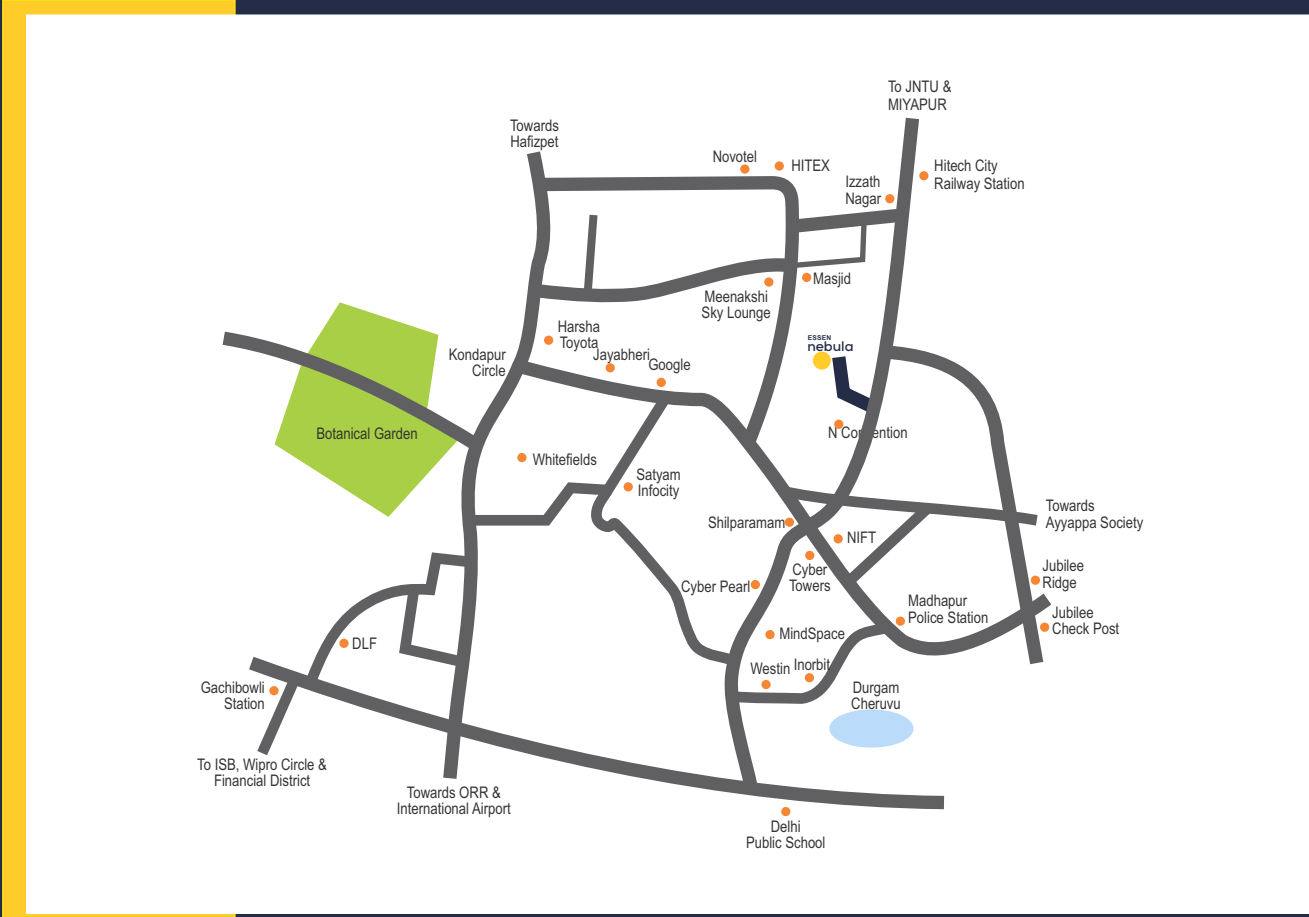 To JNTU &
MIYAPUR
Towards
Hafizpet
Novotel
HITEX
Hitech City
Railway Station
Izzath
Nagar
Masjid
Meenakshi
Sky Lounge
Harsha
Toyota
Jayabheri
Google
Kondapur
Circle
ESSEN
nebula
Botanical Garden
N Convention
Whitefields
Satyam
Infocity
Shilparamam
NIFT
Towards
Ayyappa Society
Cyber
Towers
Cyber Pearl
Jubilee
Ridge
Madhapur
Police Station
Jubilee
Check Post
MindSpace
DLF
Westin
Inorbit
Gachibowli
Station
Durgam
Cheruvu
To ISB, Wipro Circle &
Financial District
Towards ORR &
International Airport
Delhi
Public School